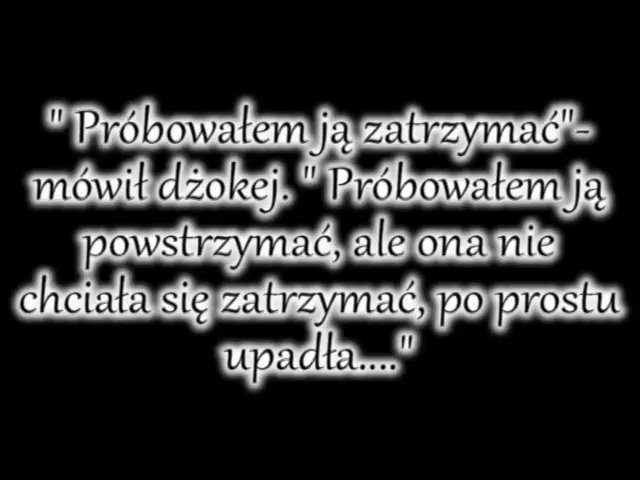 " Próbowałem ją zatrzymać"-
mówił dżokej. " Próbowałem ją
powstrzymać, ale ona nie
chciała się zatrzymać, po prostu
upadła...."